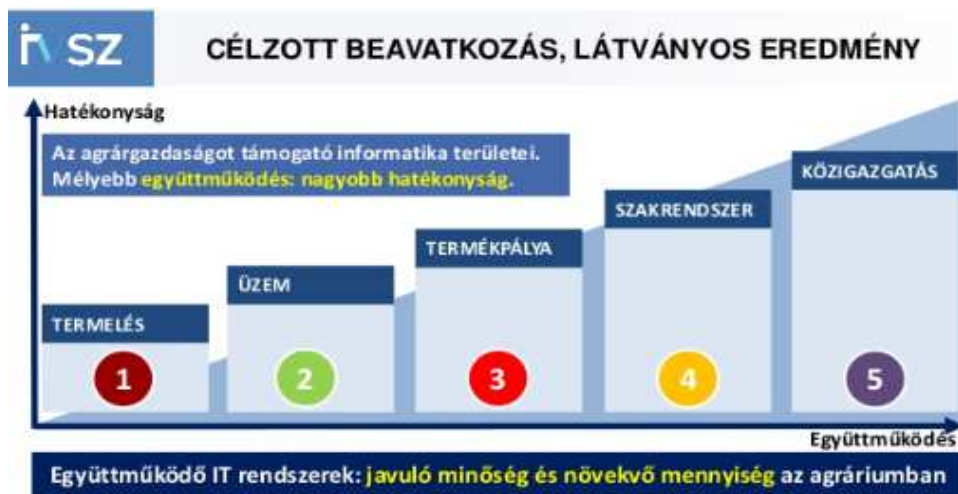 ivsz
CÉLZOTT BEAVATKOZÁS, LÁTVÁNYOS EREDMÉNY
Hatékonyság
Az agrárgazdaságot támogató informatika területei.
Mélyebb együttműködés: nagyobb hatékonyság.
KÖZIGAZGATÁS
SZAKRENDSZER
TERMÉKPÁLYA
ÜZEM
TERMELÉS
1
2
3
4
5
Együttműködés
Együttműködő IT rendszerek: javuló minőség és növekvő mennyiség az agráriumban